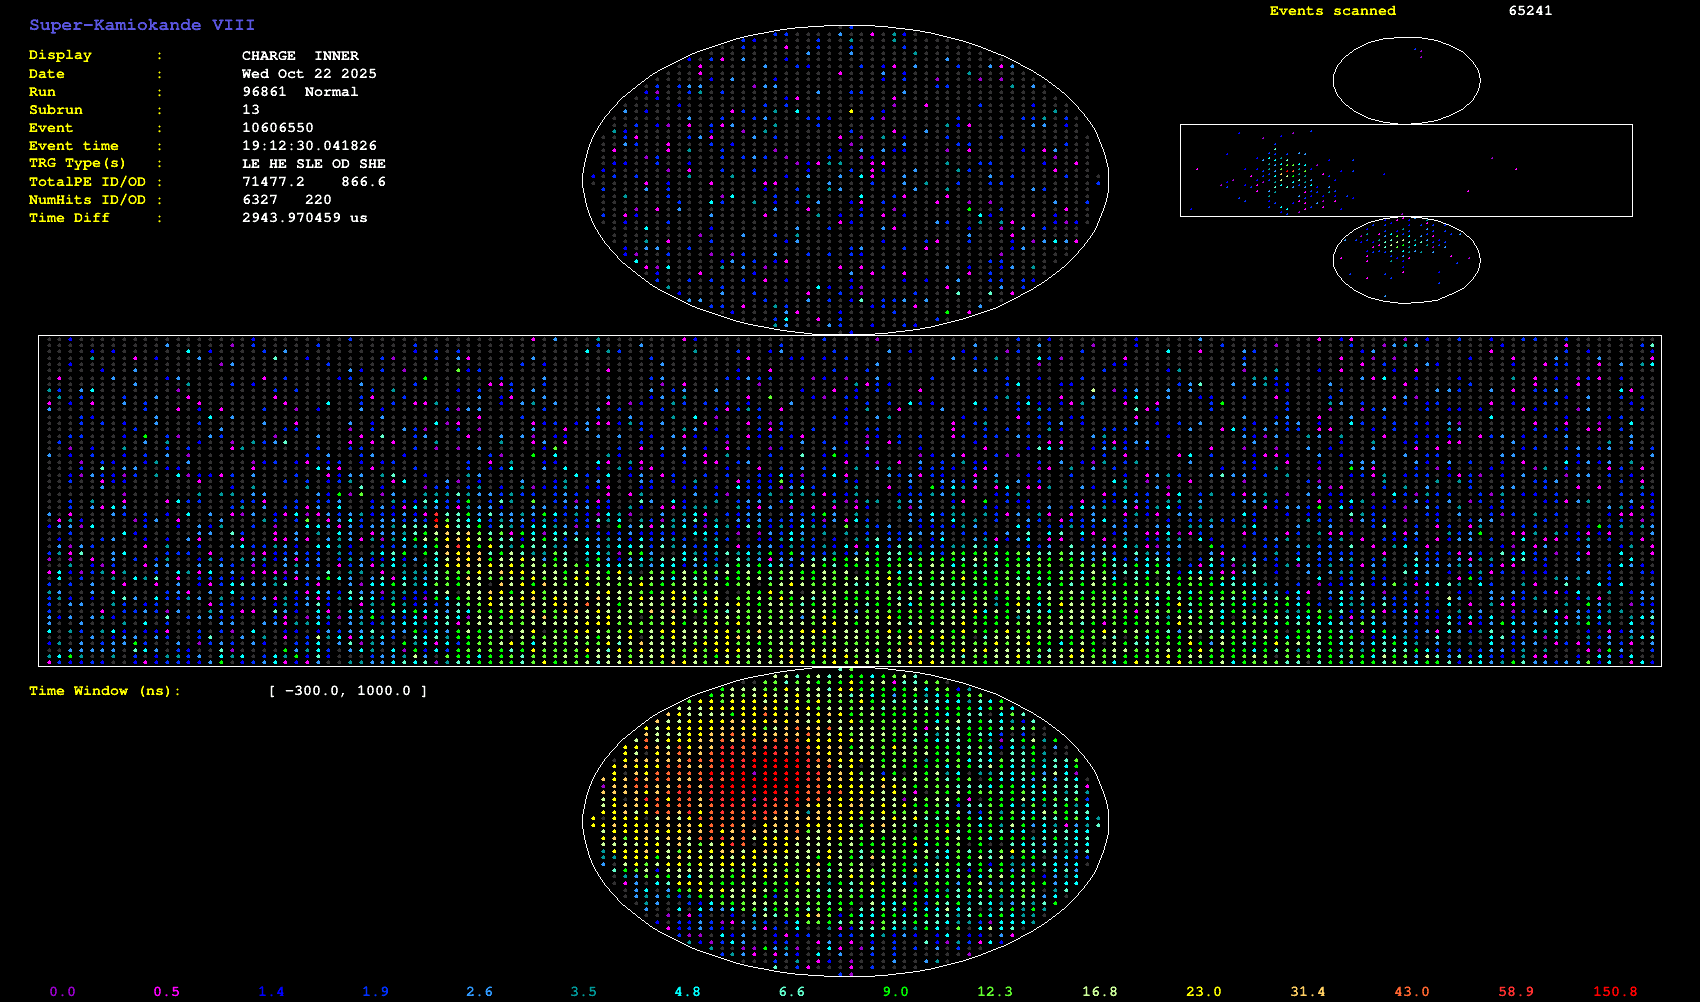 Super-Kamiokande VIII
Events scanned 65241
Display : CHARGE INNER
Date : Wed Oct 22 2025
Run : 96861 Normal
Subrun : 13
Event : 10606550
Event time : 19:12:30.041826
TRG Type(s) : LE HE SLE OD SHE
TotalPE ID/OD : 71477.2 866.6
NumHits ID/OD : 6327 220
Time Diff : 2943.970459 us
Time Window (ns): [ -300.0, 1000.0 ]
0.0 0.5 1.4 1.9 2.6 3.5 4.8 6.6 9.0 12.3 16.8 23.0 31.4 43.0 58.9 150.8